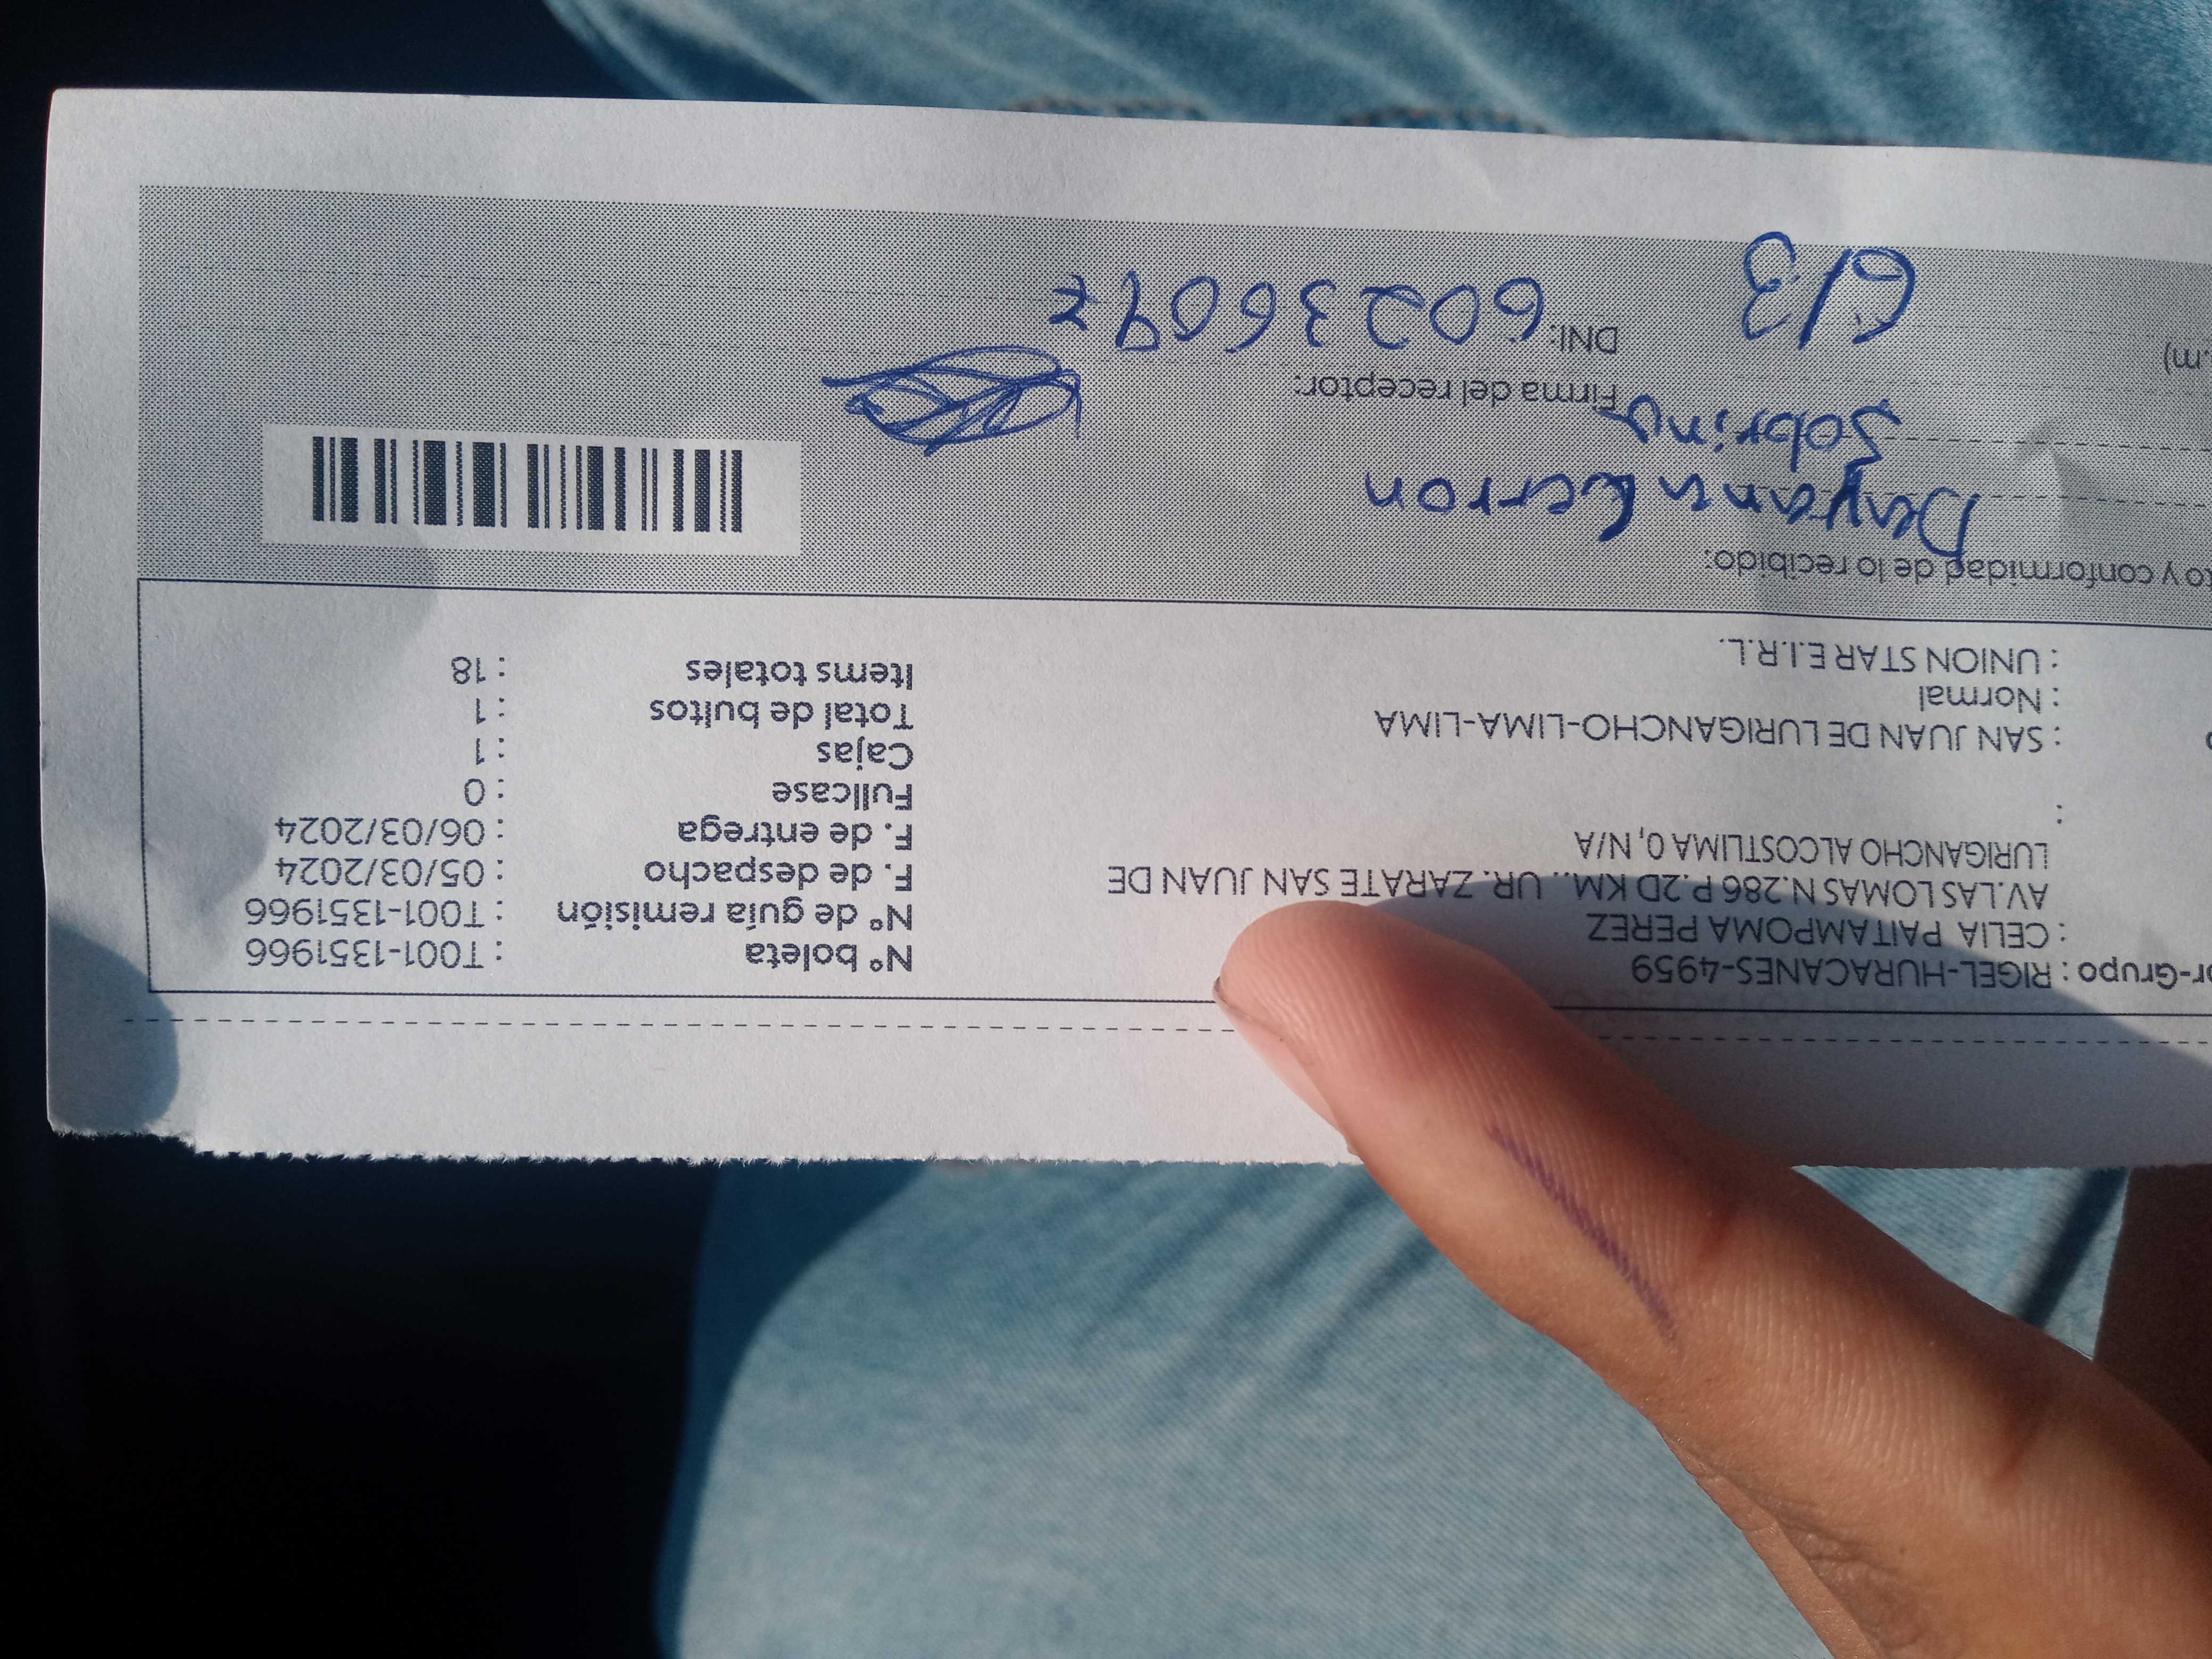 r-Grupo : RIGEL-HURACANES-4959
: CELIA PAITAMPOMA PEREZ
AV.LAS LOMAS N.286 P.2D KM.. UR. ZARATE SAN JUAN DE
LURIGANCHO ALCOSTLIMA 0, N/A
:
: SAN JUAN DE LURIGANCHO-LIMA-LIMA
: Normal
: UNION STAR E.I.R.L.
N° boleta : T001-1351966
N° de guía remisión : T001-1351966
F. de despacho : 05/03/2024
F. de entrega : 06/03/2024
Fullcase : 0
Cajas : 1
Total de bultos : 1
Items totales : 18
to y conformidad de lo recibido:
Dayana
Sobrina
Firma del receptor:
DNI: 60236092
.m)
6/3